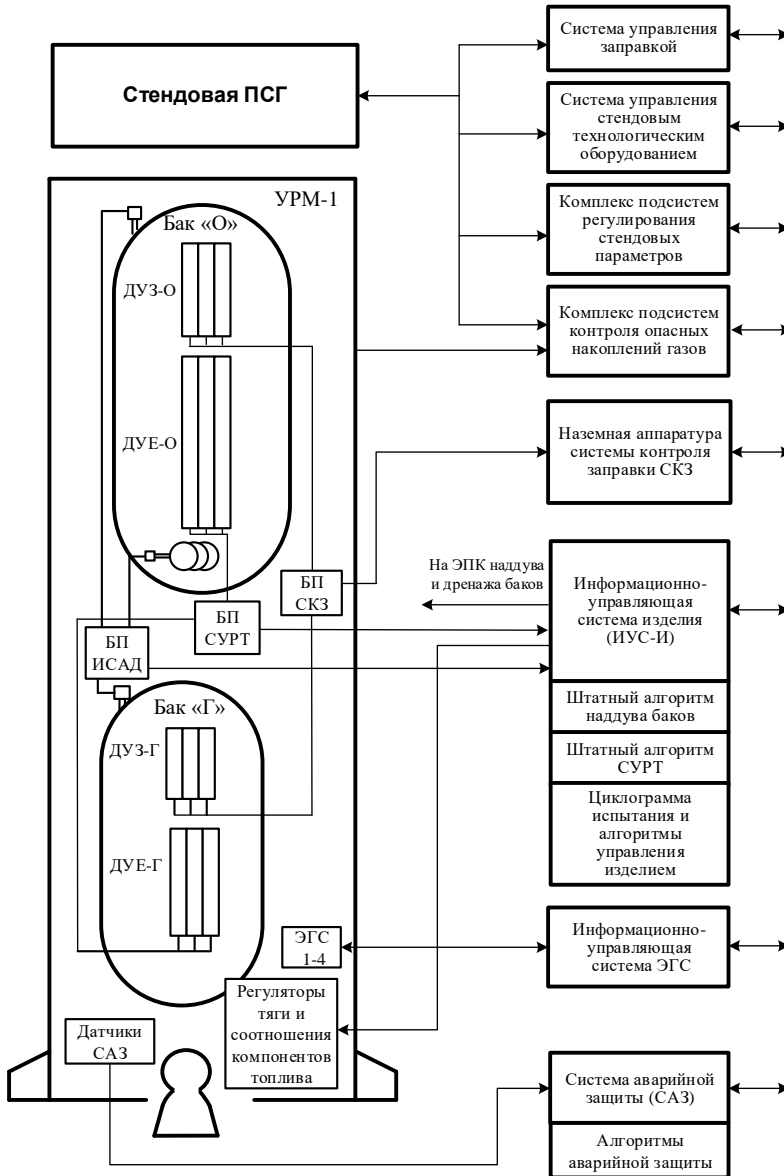 Стендовая ПСГ
УРМ-1
Бак «О»
ДУЗ-О
ДУЕ-О
БП
СКЗ
БП
СУРТ
БП
ИСАД
Бак «Г»
ДУЗ-Г
ДУЕ-Г
ЭГС
1-4
Регуляторы
тяги и
соотношения
компонентов
топлива
Датчики
САЗ
Система управления
заправкой
Система управления
стендовым
технологическим
оборудованием
Комплекс подсистем
регулирования
стендовых
параметров
Комплекс подсистем
контроля опасных
накоплений газов
Наземная аппаратура
системы контроля
заправки СКЗ
На ЭПК наддува
и дренажа баков
Информационно-
управляющая
система изделия
(ИУС-И)
Штатный алгоритм
наддува баков
Штатный алгоритм
СУРТ
Циклограмма
испытания и
алгоритмы
управления
изделием
Информационно-
управляющая
система ЭГС
Система аварийной
защиты (САЗ)
Алгоритмы
аварийной защиты